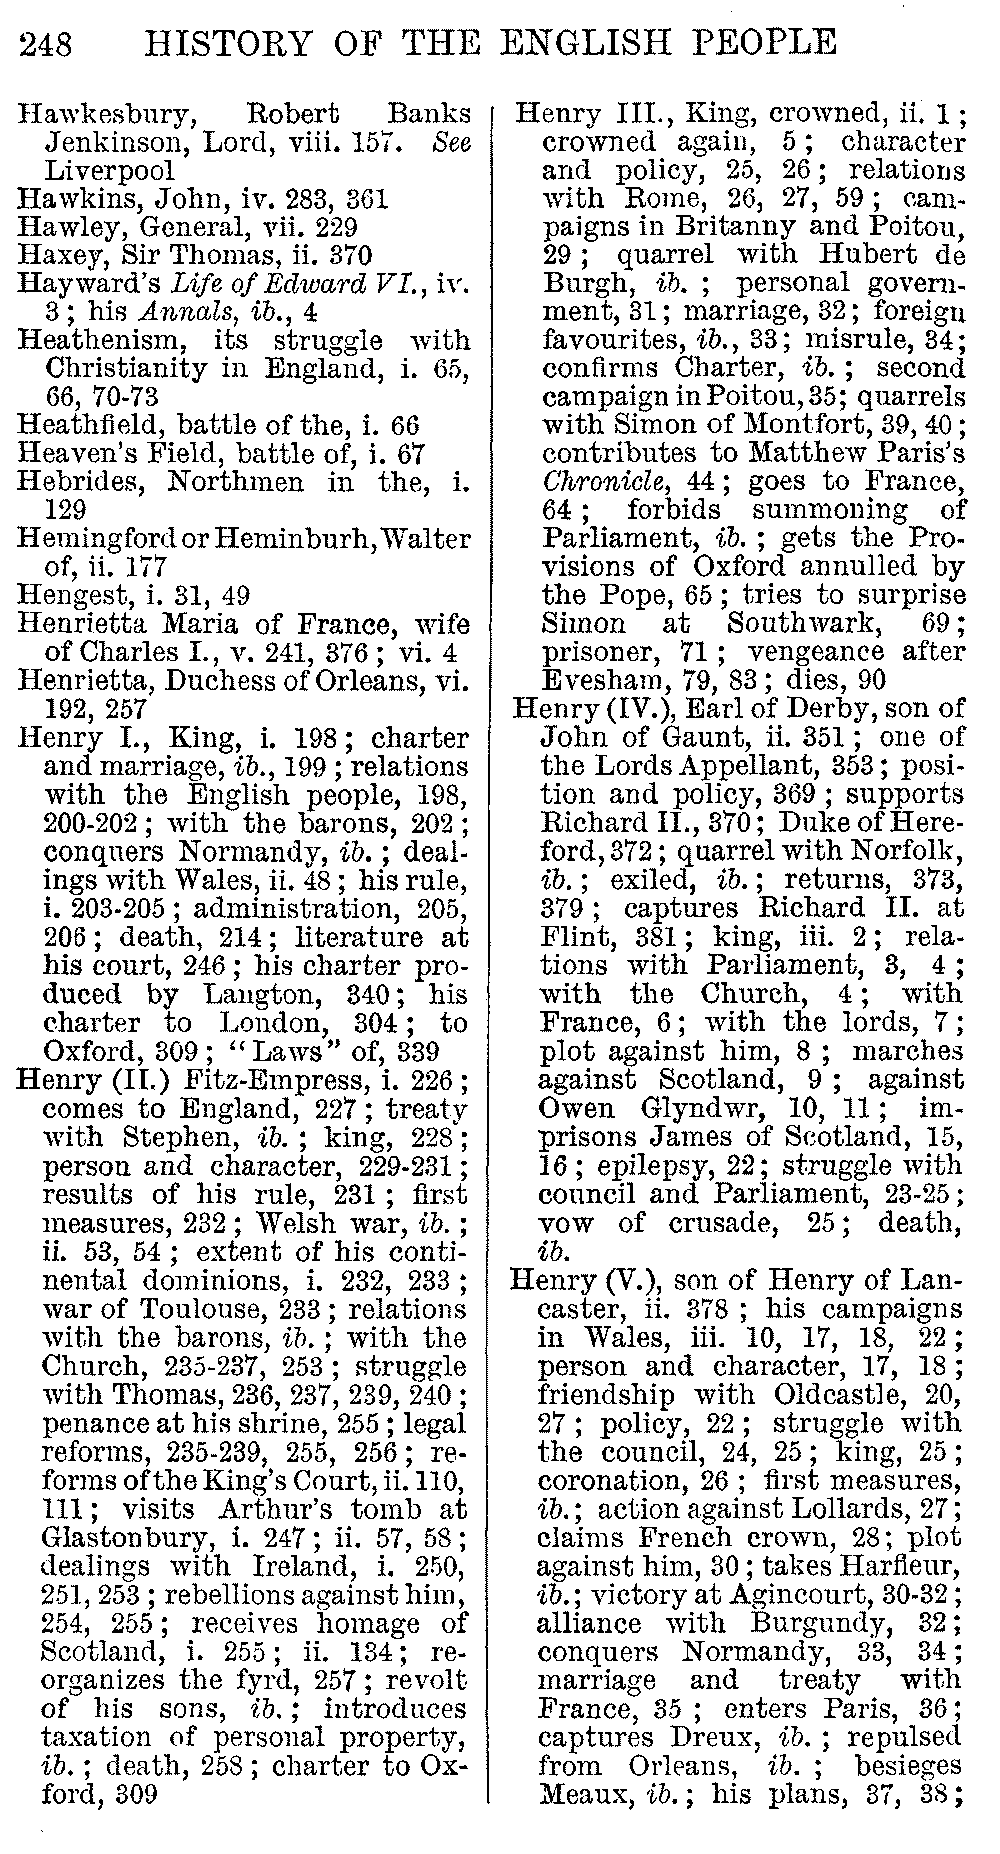 248 HISTORY OF THE ENGLISH PEOPLE
Hawkesbury, Robert Banks
Jenkinson, Lord, viii. 157. See
Liverpool
Hawkins, John, iv. 283, 361
Hawley, General, vii. 229
Haxey, Sir Thomas, ii. 370
Hayward's Life of Edward VI., iv.
3; his Annals, ib., 4
Heathenism, its struggle with
Christianity in England, i. 65,
66, 70-73
Heathfield, battle of the, i. 66
Heaven's Field, battle of, i. 67
Hebrides, Northmen in the, i.
129
Hemingford or Heminburh, Walter
of, ii. 177
Hengest, i. 31, 49
Henrietta Maria of France, wife
of Charles I., v. 241, 376; vi. 4
Henrietta, Duchess of Orleans, vi.
192, 257
Henry I., King, i. 198; charter
and marriage, ib., 199; relations
with the English people, 198,
200-202; with the barons, 202;
conquers Normandy, ib.; deal-
ings with Wales, ii. 48; his rule,
i. 203-205; administration, 205,
206; death, 214; literature at
his court, 246; his charter pro-
duced by Langton, 340; his
charter to London, 304; to
Oxford, 309; "Laws" of, 339
Henry (II.) Fitz-Empress, i. 226;
comes to England, 227; treaty
with Stephen, ib.; king, 228;
person and character, 229-231;
results of his rule, 231; first
measures, 232; Welsh war, ib.;
ii. 53, 54; extent of his conti-
nental dominions, i. 232, 233;
war of Toulouse, 233; relations
with the barons, ib.; with the
Church, 235-237, 253; struggle
with Thomas, 236, 237, 239, 240;
penance at his shrine, 255; legal
reforms, 235-239, 255, 256; re-
forms of the King's Court, ii. 110,
111; visits Arthur's tomb at
Glastonbury, i. 247; ii. 57, 58;
dealings with Ireland, i. 250,
251, 253; rebellions against him,
254, 255; receives homage of
Scotland, i. 255; ii. 134; re-
organizes the fyrd, 257; revolt
of his sons, ib.; introduces
taxation of personal property,
ib.; death, 258; charter to Ox-
ford, 309
Henry III., King, crowned, ii. 1;
crowned again, 5; character
and policy, 25, 26; relations
with Rome, 26, 27, 59; cam-
paigns in Britanny and Poitou,
29; quarrel with Hubert de
Burgh, ib.; personal govern-
ment, 31; marriage, 32; foreign
favourites, ib., 33; misrule, 34;
confirms Charter, ib.; second
campaign in Poitou, 35; quarrels
with Simon of Montfort, 39, 40;
contributes to Matthew Paris's
Chronicle, 44; goes to France,
64; forbids summoning of
Parliament, ib.; gets the Pro-
visions of Oxford annulled by
the Pope, 65; tries to surprise
Simon at Southwark, 69;
prisoner, 71; vengeance after
Evesham, 79, 83; dies, 90
Henry (IV.), Earl of Derby, son of
John of Gaunt, ii. 351; one of
the Lords Appellant, 353; posi-
tion and policy, 369; supports
Richard II., 370; Duke of Here-
ford, 372; quarrel with Norfolk,
ib.; exiled, ib.; returns, 373,
379; captures Richard II. at
Flint, 381; king, iii. 2; rela-
tions with Parliament, 3, 4;
with the Church, 4; with
France, 6; with the lords, 7;
plot against him, 8; marches
against Scotland, 9; against
Owen Glyndwr, 10, 11; im-
prisons James of Scotland, 15,
16; epilepsy, 22; struggle with
council and Parliament, 23-25;
vow of crusade, 25; death,
ib.
Henry (V.), son of Henry of Lan-
caster, ii. 378; his campaigns
in Wales, iii. 10, 17, 18, 22;
person and character, 17, 18;
friendship with Oldcastle, 20,
27; policy, 22; struggle with
the council, 24, 25; king, 25;
coronation, 26; first measures,
ib.; action against Lollards, 27;
claims French crown, 28; plot
against him, 30; takes Harfleur,
ib.; victory at Agincourt, 30-32;
alliance with Burgundy, 32;
conquers Normandy, 33, 34;
marriage and treaty with
France, 35; enters Paris, 36;
captures Dreux, ib.; repulsed
from Orleans, ib.; besieges
Meaux, ib.; his plans, 37, 38;